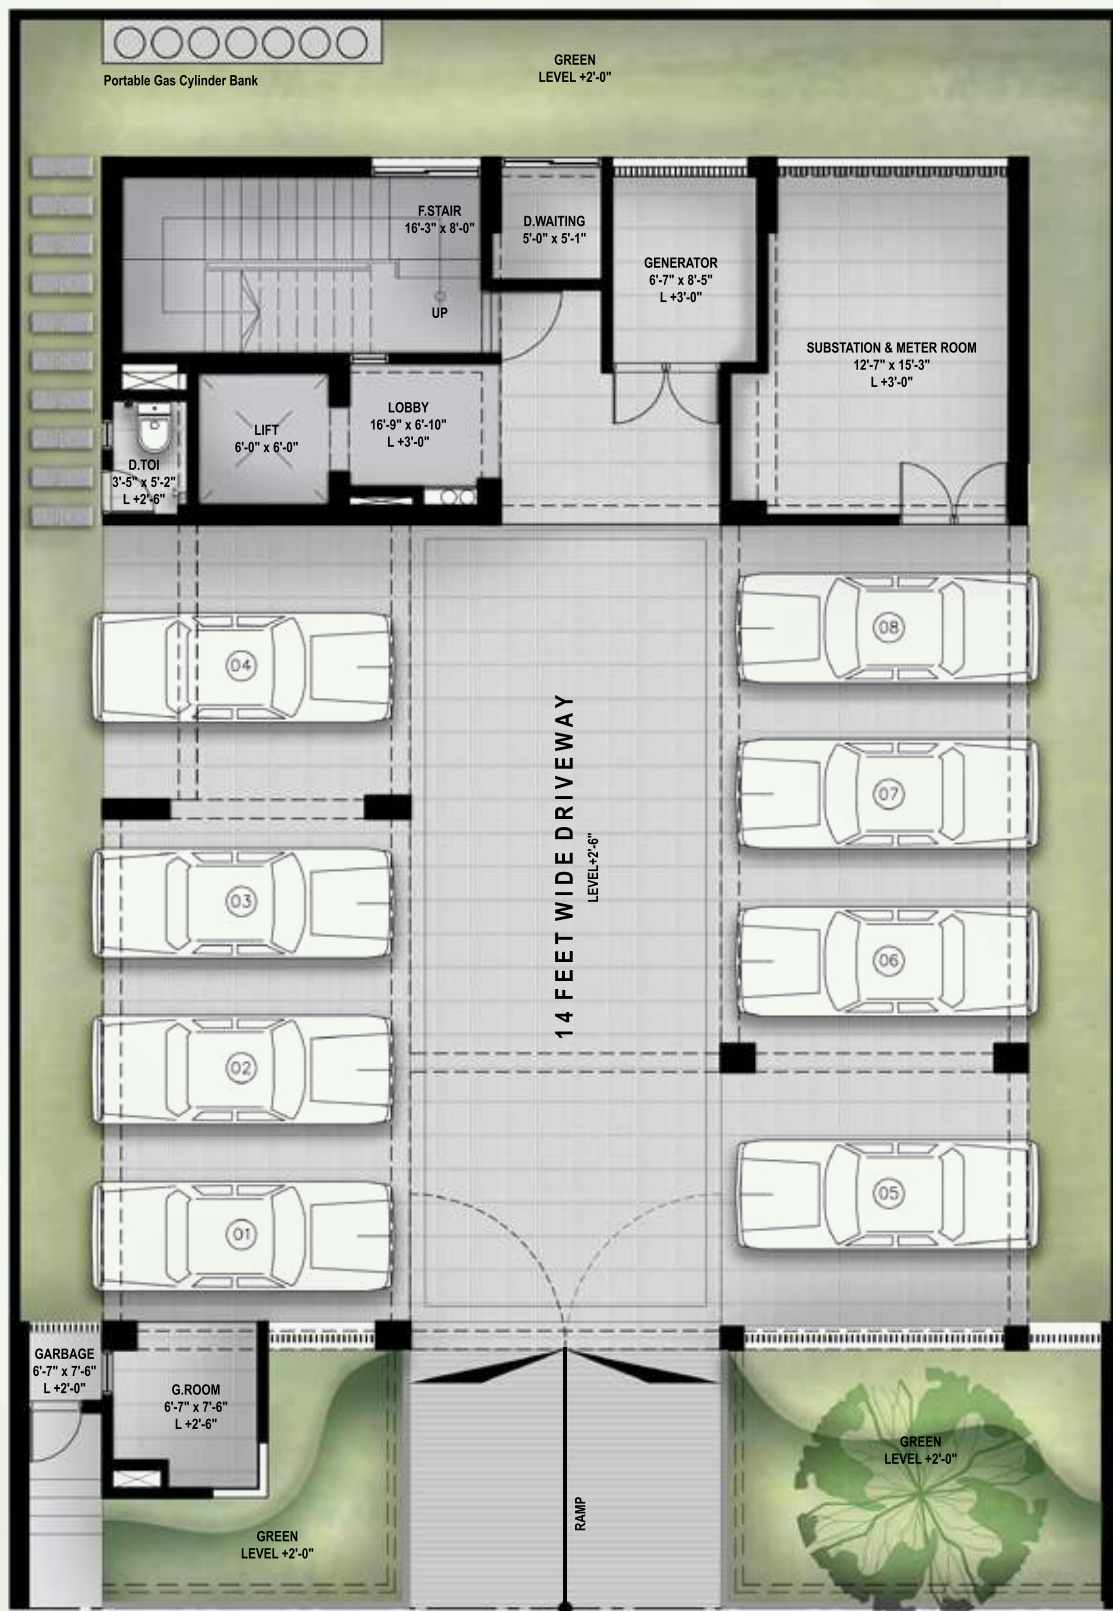 GREEN
LEVEL +2'-0"
Portable Gas Cylinder Bank
F.STAIR
16'-3" x 8'-0"
UP
D.WAITING
5'-0" x 5'-1"
GENERATOR
6'-7" x 8'-5"
L +3'-0"
SUBSTATION & METER ROOM
12'-7" x 15'-3"
L +3'-0"
LOBBY
16'-9" x 6'-10"
L +3'-0"
LIFT
6'-0" x 6'-0"
D.TOI
3'-5" x 5'-2"
L +2'-6"
04
08
03
07
02
06
01
05
14 FEET WIDE DRIVEWAY
LEVEL+2'-6"
GARBAGE
6'-7" x 7'-6"
L +2'-0"
G.ROOM
6'-7" x 7'-6"
L +2'-6"
GREEN
LEVEL +2'-0"
RAMP
GREEN
LEVEL +2'-0"